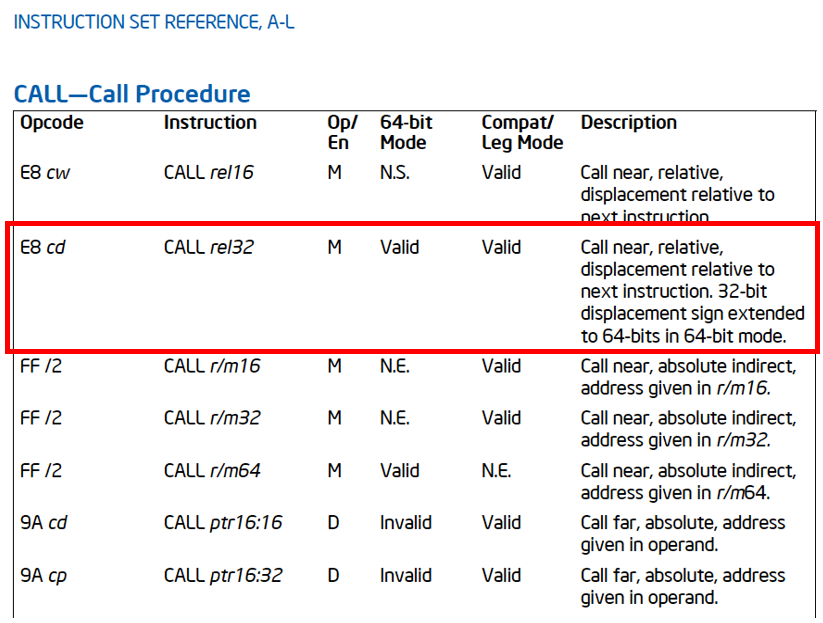 INSTRUCTION SET REFERENCE, A-L
CALL—Call Procedure
Opcode Instruction Op/ 64-bit Compat/ Description
En Mode Leg Mode
E8 cw CALL rel16 M N.S. Valid Call near, relative,
displacement relative to
next instruction.
E8 cd CALL rel32 M Valid Valid Call near, relative,
displacement relative to
next instruction. 32-bit
displacement sign extended
to 64-bits in 64-bit mode.
FF /2 CALL r/m16 M N.E. Valid Call near, absolute indirect,
address given in r/m16.
FF /2 CALL r/m32 M N.E. Valid Call near, absolute indirect,
address given in r/m32.
FF /2 CALL r/m64 M Valid N.E. Call near, absolute indirect,
address given in r/m64.
9A cd CALL ptr16:16 D Invalid Valid Call far, absolute, address
given in operand.
9A cp CALL ptr16:32 D Invalid Valid Call far, absolute, address
given in operand.